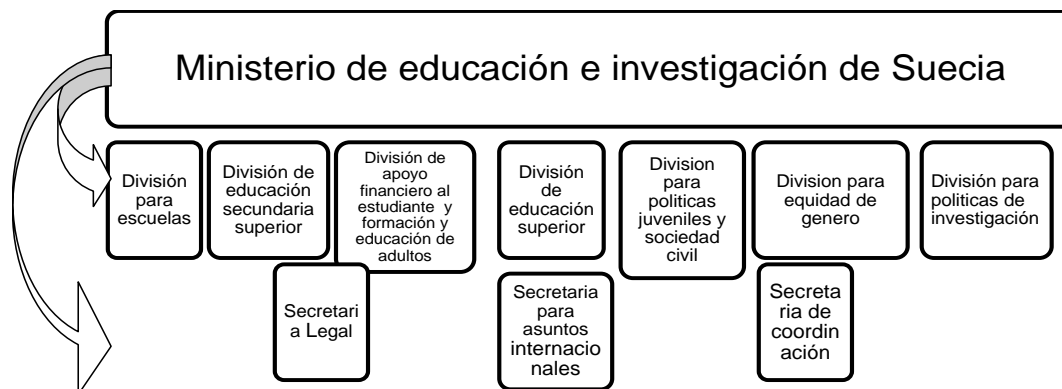 Ministerio de educación e investigación de Suecia
División
para
escuelas
División de
educación
secundaria
superior
División de
apoyo
financiero al
estudiante y
formación y
educación de
adultos
División
de
educación
superior
Division
para
politicas
juveniles y
sociedad
civil
Division para
equidad de
genero
División para
politicas de
investigación
Secretari
a Legal
Secretaria
para
asuntos
internacio
nales
Secreta
ria de
coordin
ación